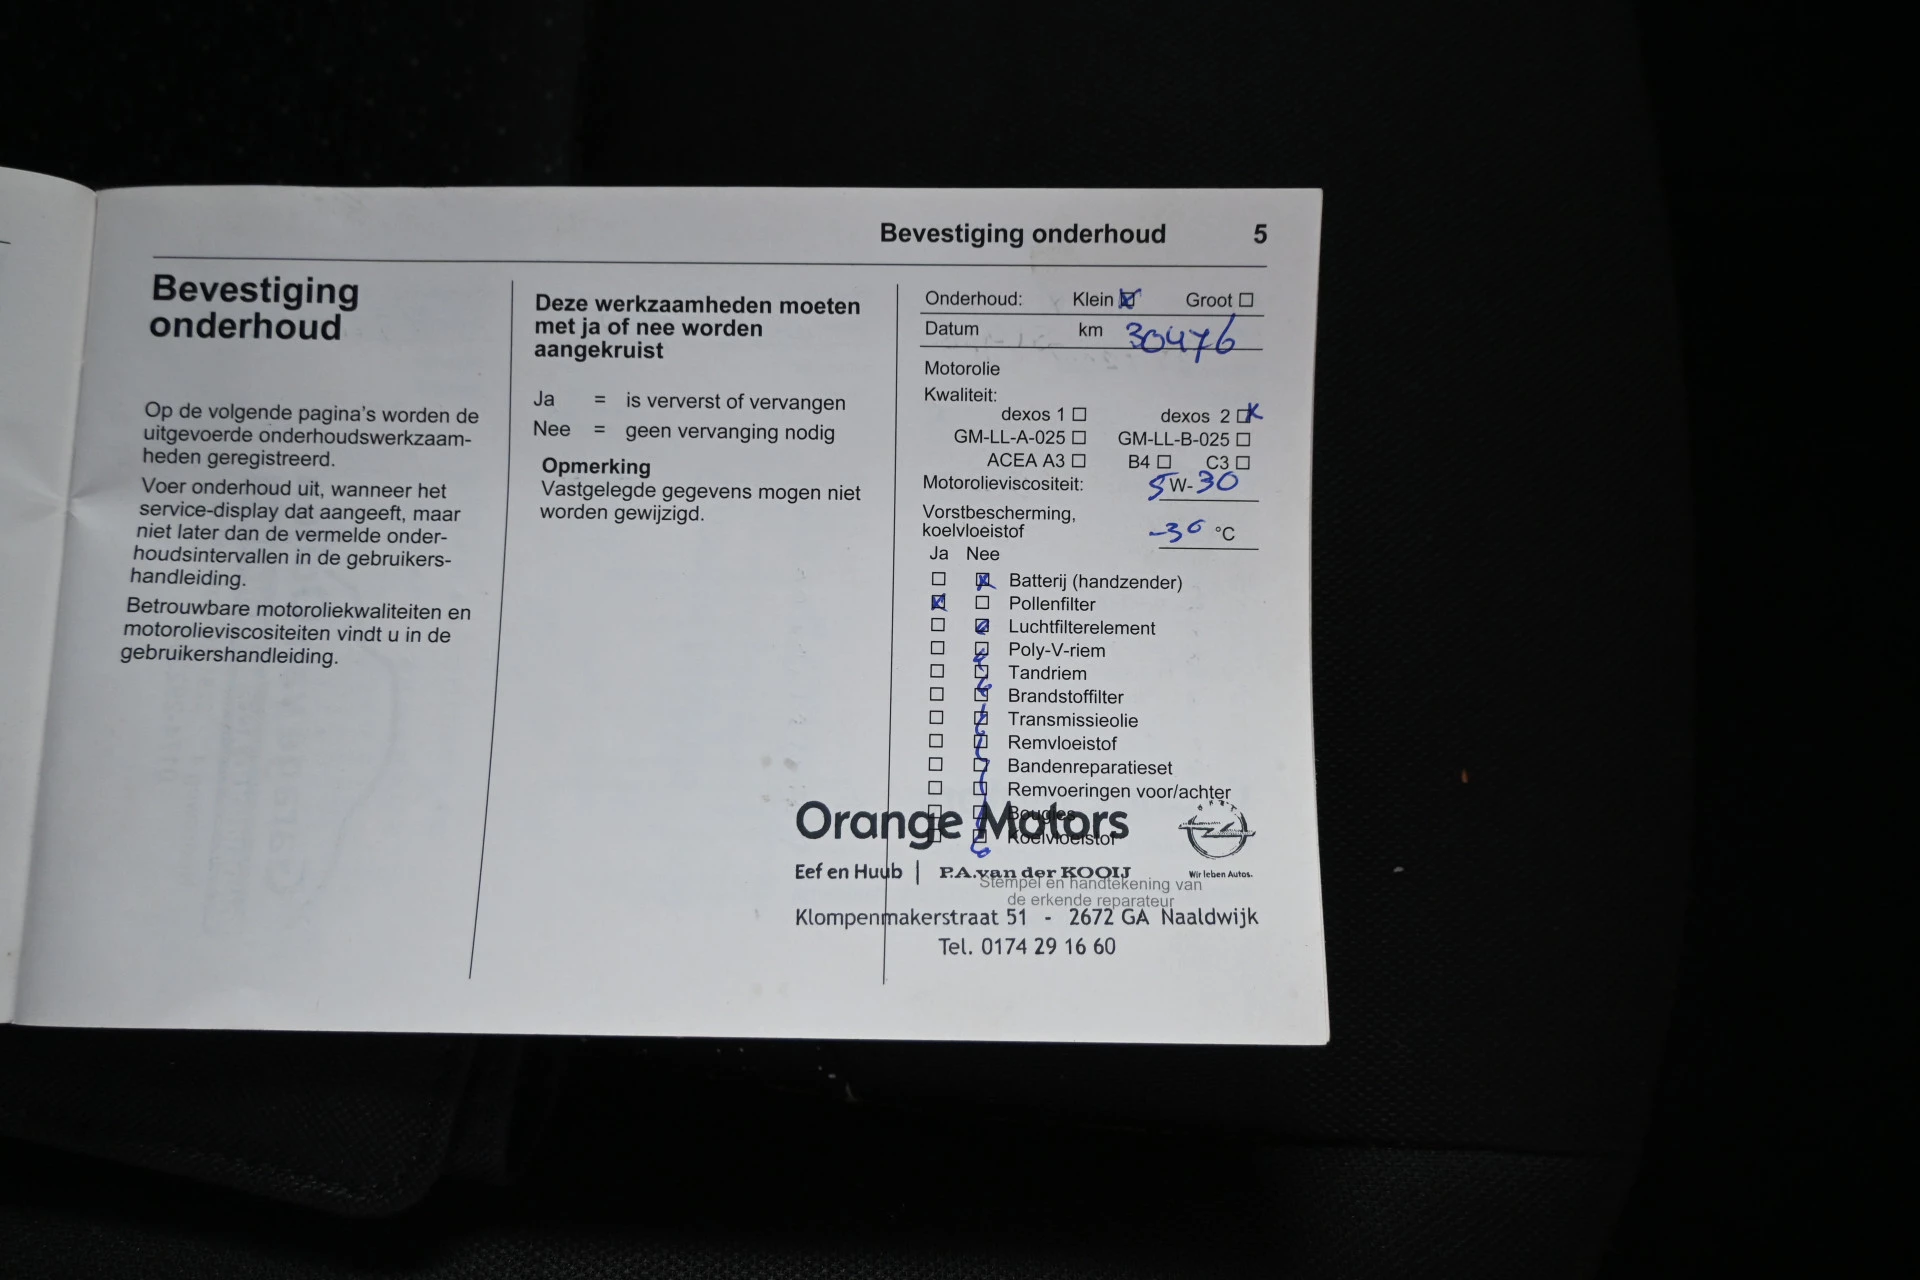 Bevestiging onderhoud 5
Bevestiging
onderhoud
Op de volgende pagina's worden de
uitgevoerde onderhoudswerkzaam-
heden geregistreerd.
Voer onderhoud uit, wanneer het
service-display dat aangeeft, maar
niet later dan de vermelde onder-
houdsintervallen in de gebruikers-
handleiding.
Betrouwbare motoroliekwaliteiten en
motorolieviscositeiten vindt u in de
gebruikershandleiding.
Deze werkzaamheden moeten
met ja of nee worden
aangekruist
Ja = is ververst of vervangen
Nee = geen vervanging nodig
Opmerking
Vastgelegde gegevens mogen niet
worden gewijzigd.
Onderhoud: Klein Groot
Datum km 30476
Motorolie
Kwaliteit:
dexos 1 dexos 2
GM-LL-A-025 GM-LL-B-025
ACEA A3 B4 C3
Motorolieviscositeit: 5W-30
Vorstbescherming,
koelvloeistof -30 °C
Ja Nee
Batterij (handzender)
Pollenfilter
Luchtfilterelement
Poly-V-riem
Tandriem
Brandstoffilter
Transmissieolie
Remvloeistof
Bandenreparatieset
Remvoeringen voor/achter
Bougies
Koelvloeistof
Orange Motors
Eef en Huub | P.A.van der KOOIJ
Wir leben Autos.
Stempel en handtekening van
de erkende reparateur
Klompenmakerstraat 51 - 2672 GA Naaldwijk
Tel. 0174 29 16 60